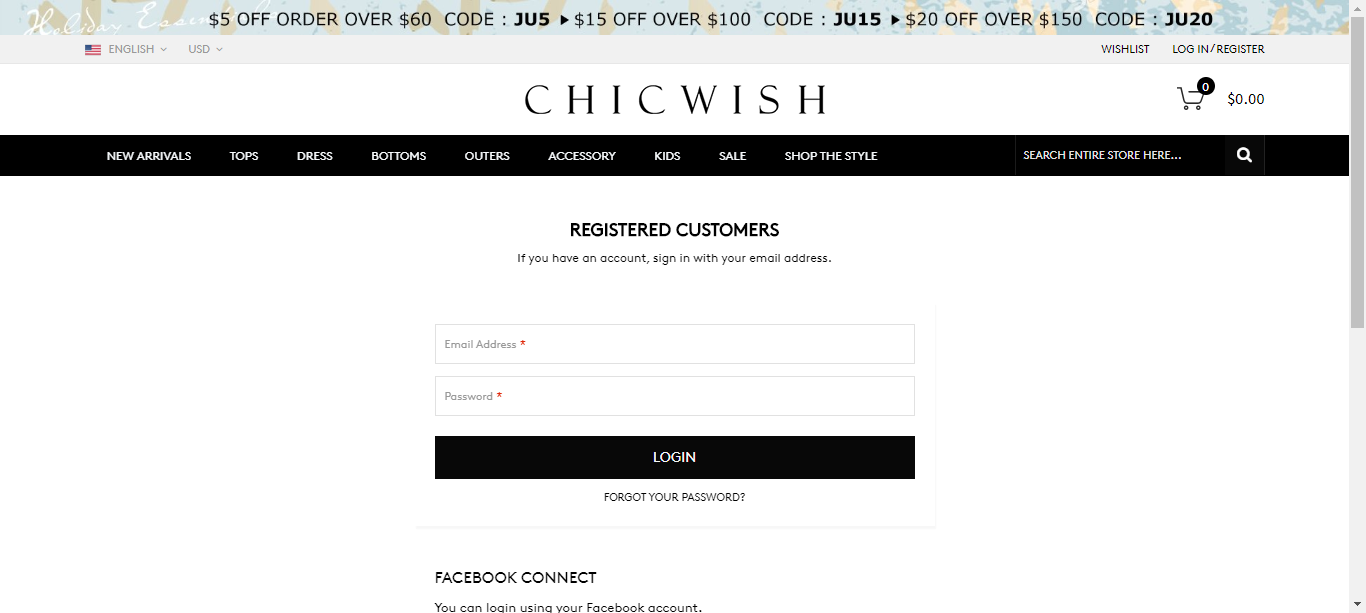 Holiday Essentials
$5 OFF ORDER OVER $60 CODE : JU5 ▶ $15 OFF OVER $100 CODE : JU15 ▶ $20 OFF OVER $150 CODE : JU20
ENGLISH USD WISHLIST LOG IN/REGISTER
CHICWISH
0 $0.00
NEW ARRIVALS TOPS DRESS BOTTOMS OUTERS ACCESSORY KIDS SALE SHOP THE STYLE SEARCH ENTIRE STORE HERE...
REGISTERED CUSTOMERS
If you have an account, sign in with your email address.
Email Address *
Password *
LOGIN
FORGOT YOUR PASSWORD?
FACEBOOK CONNECT
You can login using your Facebook account.